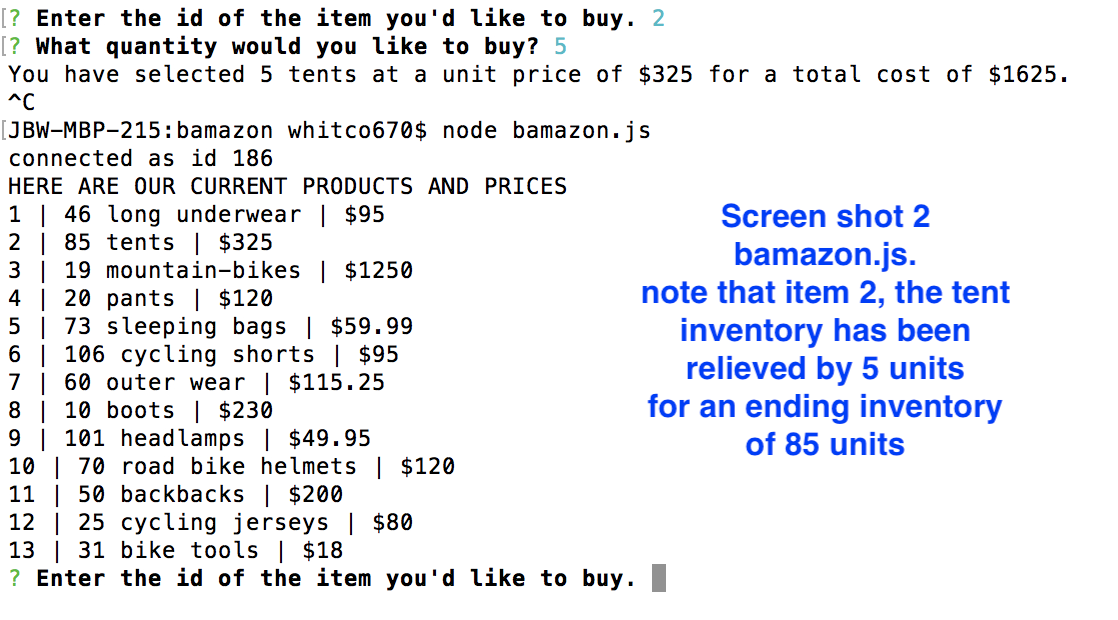 [? Enter the id of the item you'd like to buy. 2
[? What quantity would you like to buy? 5
You have selected 5 tents at a unit price of $325 for a total cost of $1625.
^C
[JBW-MBP-215:bamazon whitco670$ node bamazon.js
connected as id 186
HERE ARE OUR CURRENT PRODUCTS AND PRICES
1 | 46 long underwear | $95
2 | 85 tents | $325
3 | 19 mountain-bikes | $1250
4 | 20 pants | $120
5 | 73 sleeping bags | $59.99
6 | 106 cycling shorts | $95
7 | 60 outer wear | $115.25
8 | 10 boots | $230
9 | 101 headlamps | $49.95
10 | 70 road bike helmets | $120
11 | 50 backbacks | $200
12 | 25 cycling jerseys | $80
13 | 31 bike tools | $18
? Enter the id of the item you'd like to buy.
Screen shot 2
bamazon.js.
note that item 2, the tent
inventory has been
relieved by 5 units
for an ending inventory
of 85 units